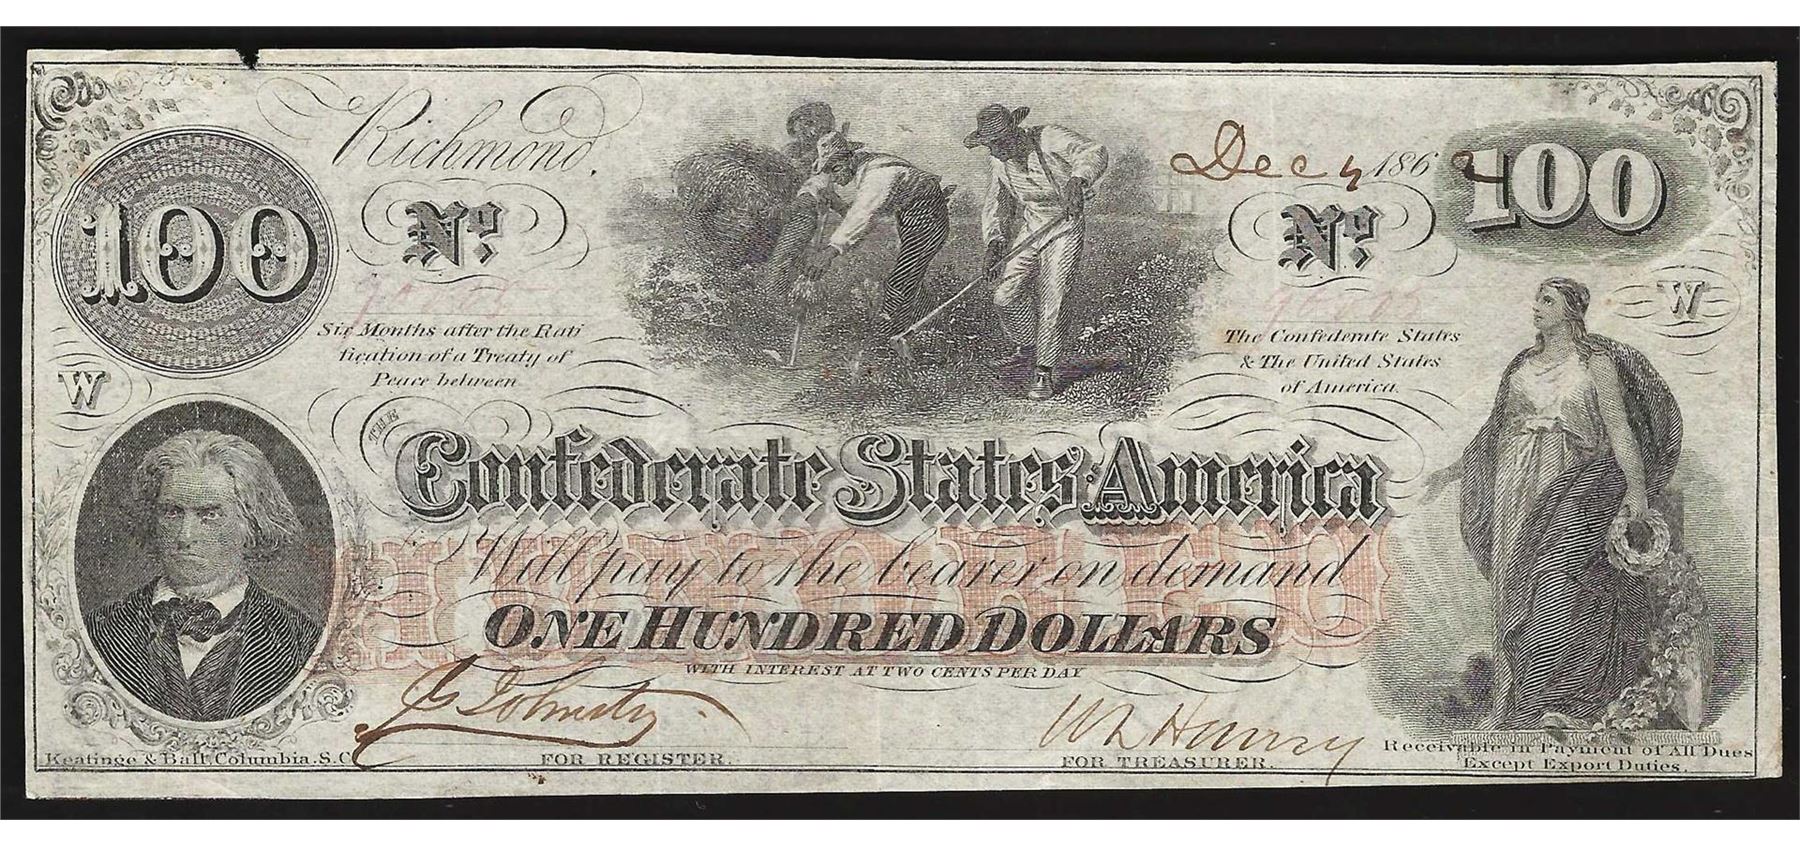 Richmond, Dec 4 1862
100
100
No.
No.
Six Months after the Rati
fication of a Treaty of
Peace between
The Confederate States
& The United States
of America.
W
W
THE
Confederate States America
HUNDRED
Will pay to the bearer on demand
ONE HUNDRED DOLLARS
WITH INTEREST AT TWO CENTS PER DAY
FOR REGISTER.
FOR TREASURER.
Keatinge & Ball, Columbia. S.C.
Receivable in Payment of All Dues
Except Export Duties.